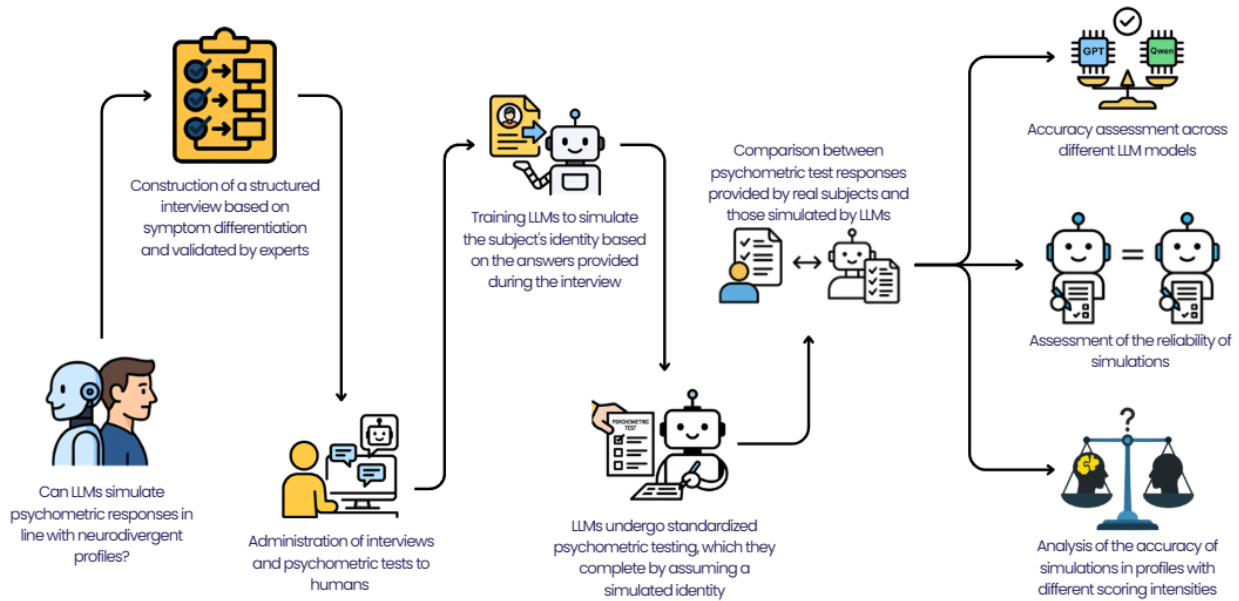 Can LLMs simulate
psychometric responses in
line with neurodivergent
profiles?
Construction of a structured
interview based on
symptom differentiation
and validated by experts
Administration of interviews
and psychometric tests to
humans
Training LLMs to simulate
the subject's identity based
on the answers provided
during the interview
PSYCHOMETRIC
TEST
LLMs undergo standardized
psychometric testing, which they
complete by assuming a
simulated identity
Comparison between
psychometric test responses
provided by real subjects and
those simulated by LLMs
GPT
Qwen
Accuracy assessment across
different LLM models
=
Assessment of the reliability of
simulations
?
Analysis of the accuracy of
simulations in profiles with
different scoring intensities